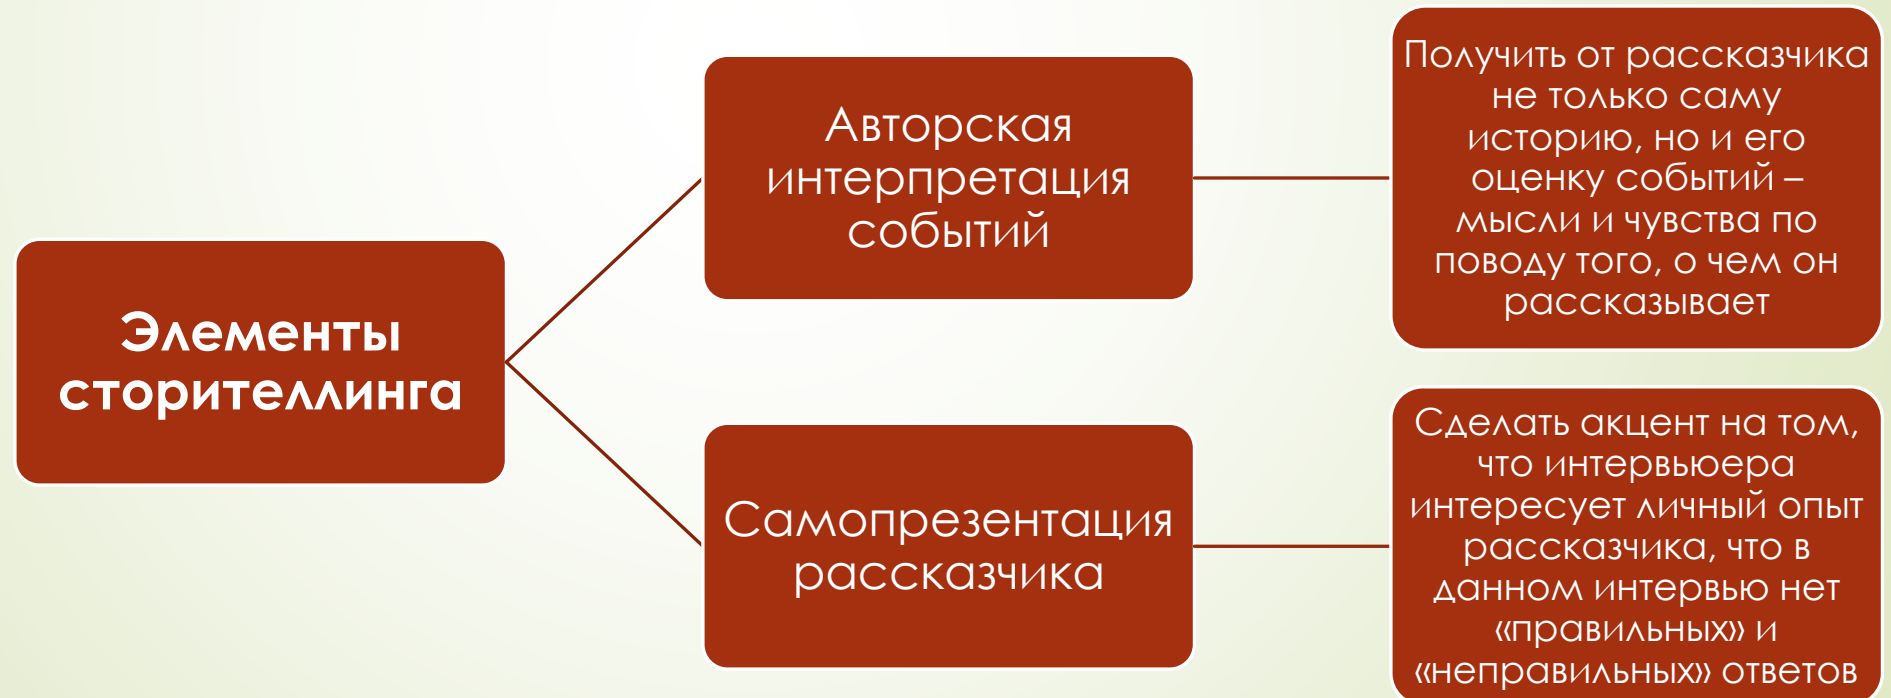 Элементы
сторителлинга
Авторская
интерпретация
событий
Получить от рассказчика
не только саму
историю, но и его
оценку событий –
мысли и чувства по
поводу того, о чем он
рассказывает
Самопрезентация
рассказчика
Сделать акцент на том,
что интервьюера
интересует личный опыт
рассказчика, что в
данном интервью нет
«правильных» и
«неправильных» ответов